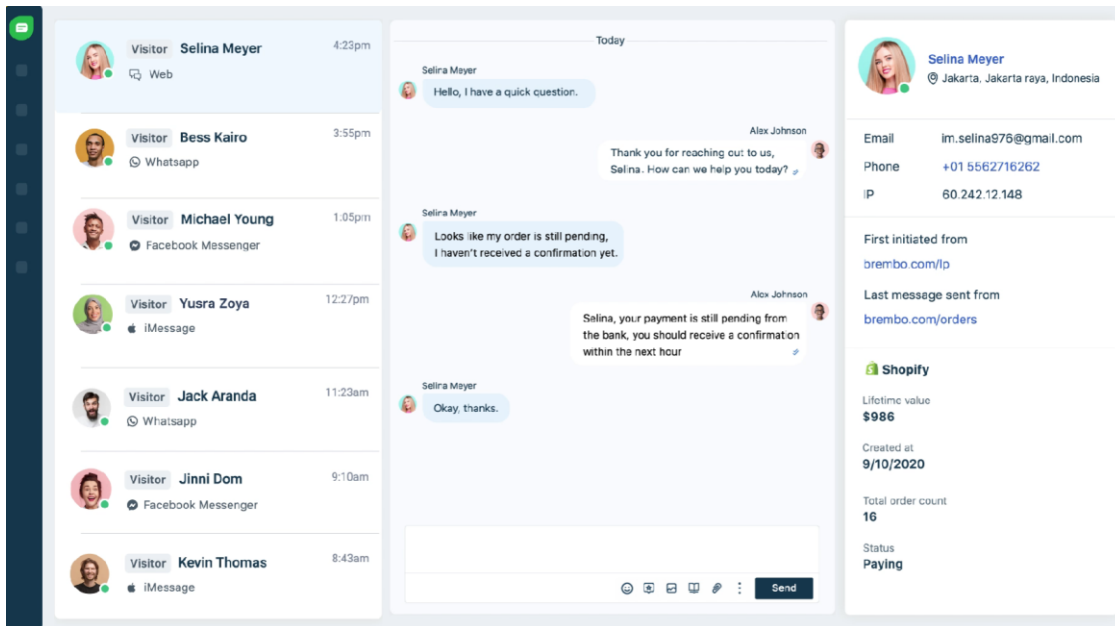 Visitor Selina Meyer 4:23pm
Web
Visitor Bess Kairo 3:55pm
Whatsapp
Visitor Michael Young 1:05pm
Facebook Messenger
Visitor Yusra Zoya 12:27pm
iMessage
Visitor Jack Aranda 11:23am
Whatsapp
Visitor Jinni Dom 9:10am
Facebook Messenger
Visitor Kevin Thomas 8:43am
iMessage
Today
Selina Meyer
Hello, I have a quick question.
Alex Johnson
Thank you for reaching out to us,
Selina. How can we help you today?
Selina Meyer
Looks like my order is still pending,
I haven't received a confirmation yet.
Alex Johnson
Selina, your payment is still pending from
the bank, you should receive a confirmation
within the next hour
Selina Meyer
Okay, thanks.
Send
Selina Meyer
Jakarta, Jakarta raya, Indonesia
Email im.selina976@gmail.com
Phone +01 5562716262
IP 60.242.12.148
First initiated from
brembo.com/lp
Last message sent from
brembo.com/orders
Shopify
Lifetime value
$986
Created at
9/10/2020
Total order count
16
Status
Paying